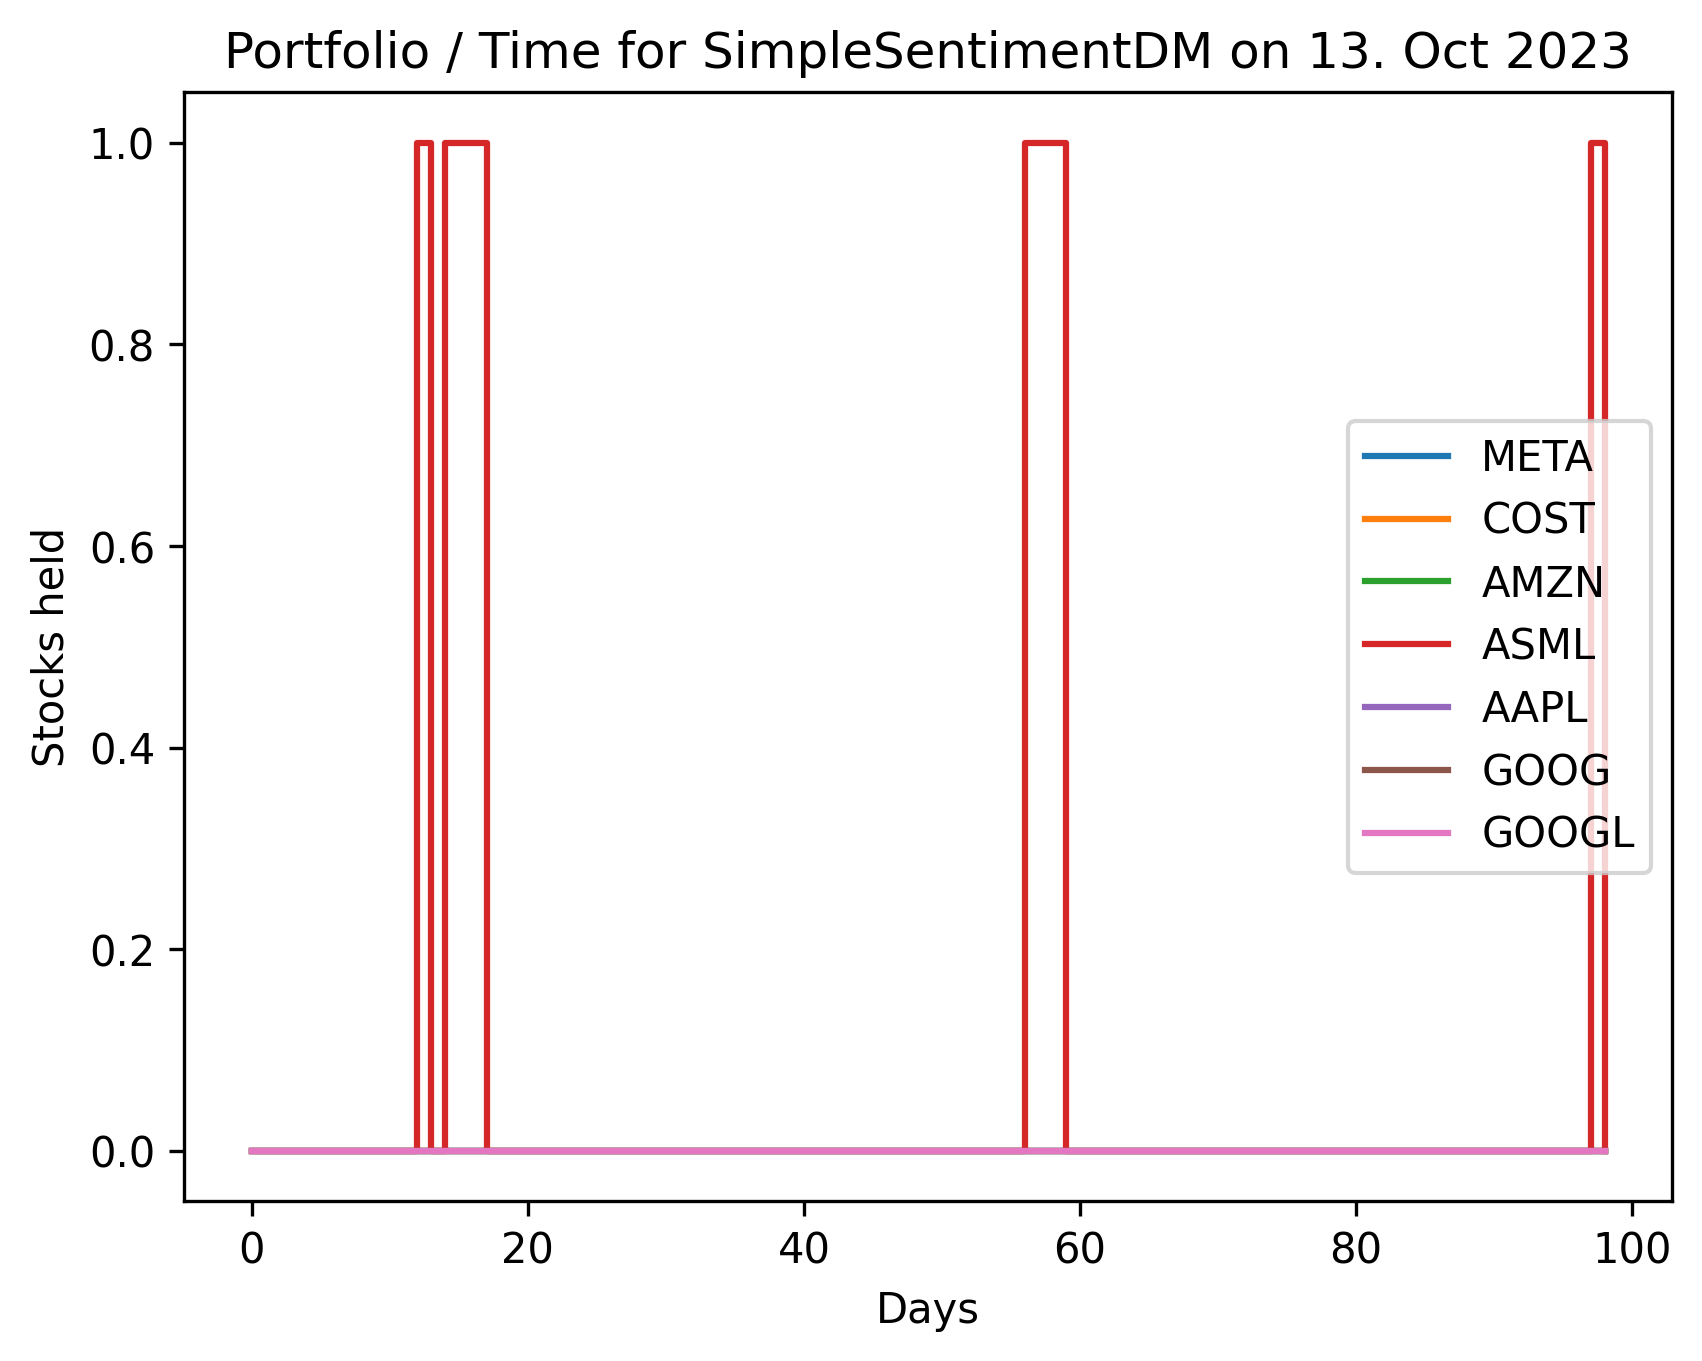 Portfolio / Time for SimpleSentimentDM on 13. Oct 2023
1.0
0.8
0.6
0.4
0.2
0.0
Stocks held
META
COST
AMZN
ASML
AAPL
GOOG
GOOGL
0 20 40 60 80 100
Days